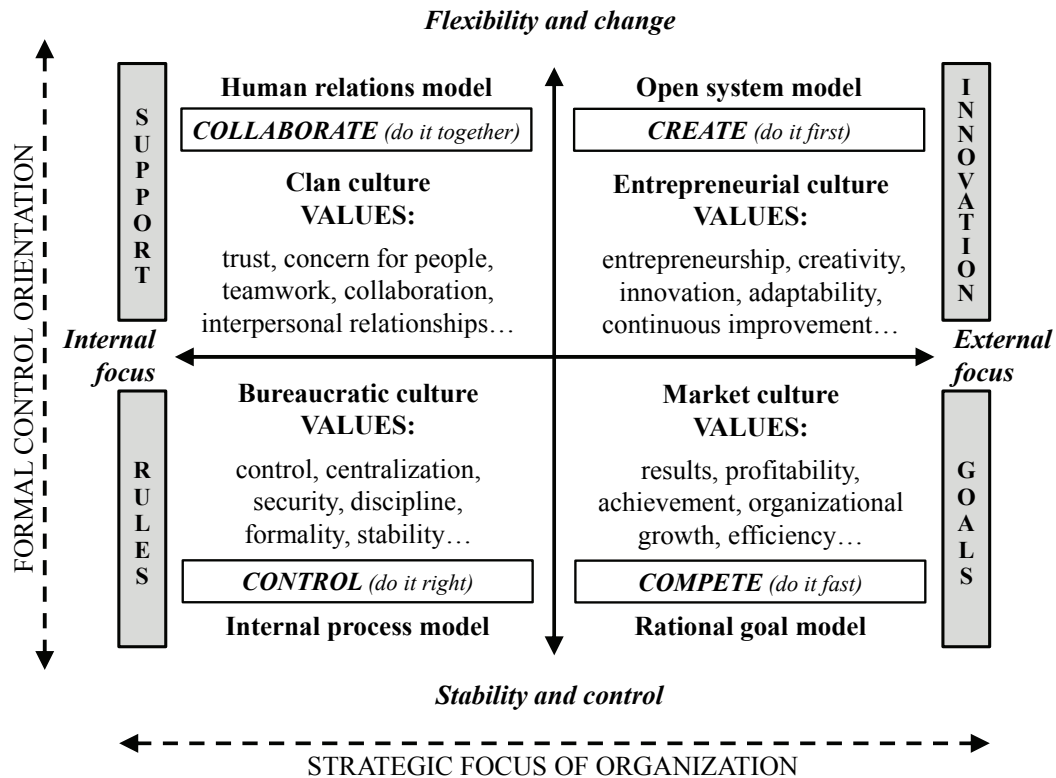 Flexibility and change
FORMAL CONTROL ORIENTATION
SUPPORT
Human relations model
COLLABORATE (do it together)
Clan culture
VALUES:
trust, concern for people,
teamwork, collaboration,
interpersonal relationships…
Open system model
CREATE (do it first)
Entrepreneurial culture
VALUES:
entrepreneurship, creativity,
innovation, adaptability,
continuous improvement…
INNOVATION
Internal
focus
External
focus
RULES
Bureaucratic culture
VALUES:
control, centralization,
security, discipline,
formality, stability…
CONTROL (do it right)
Internal process model
Market culture
VALUES:
results, profitability,
achievement, organizational
growth, efficiency…
COMPETE (do it fast)
Rational goal model
GOALS
Stability and control
STRATEGIC FOCUS OF ORGANIZATION